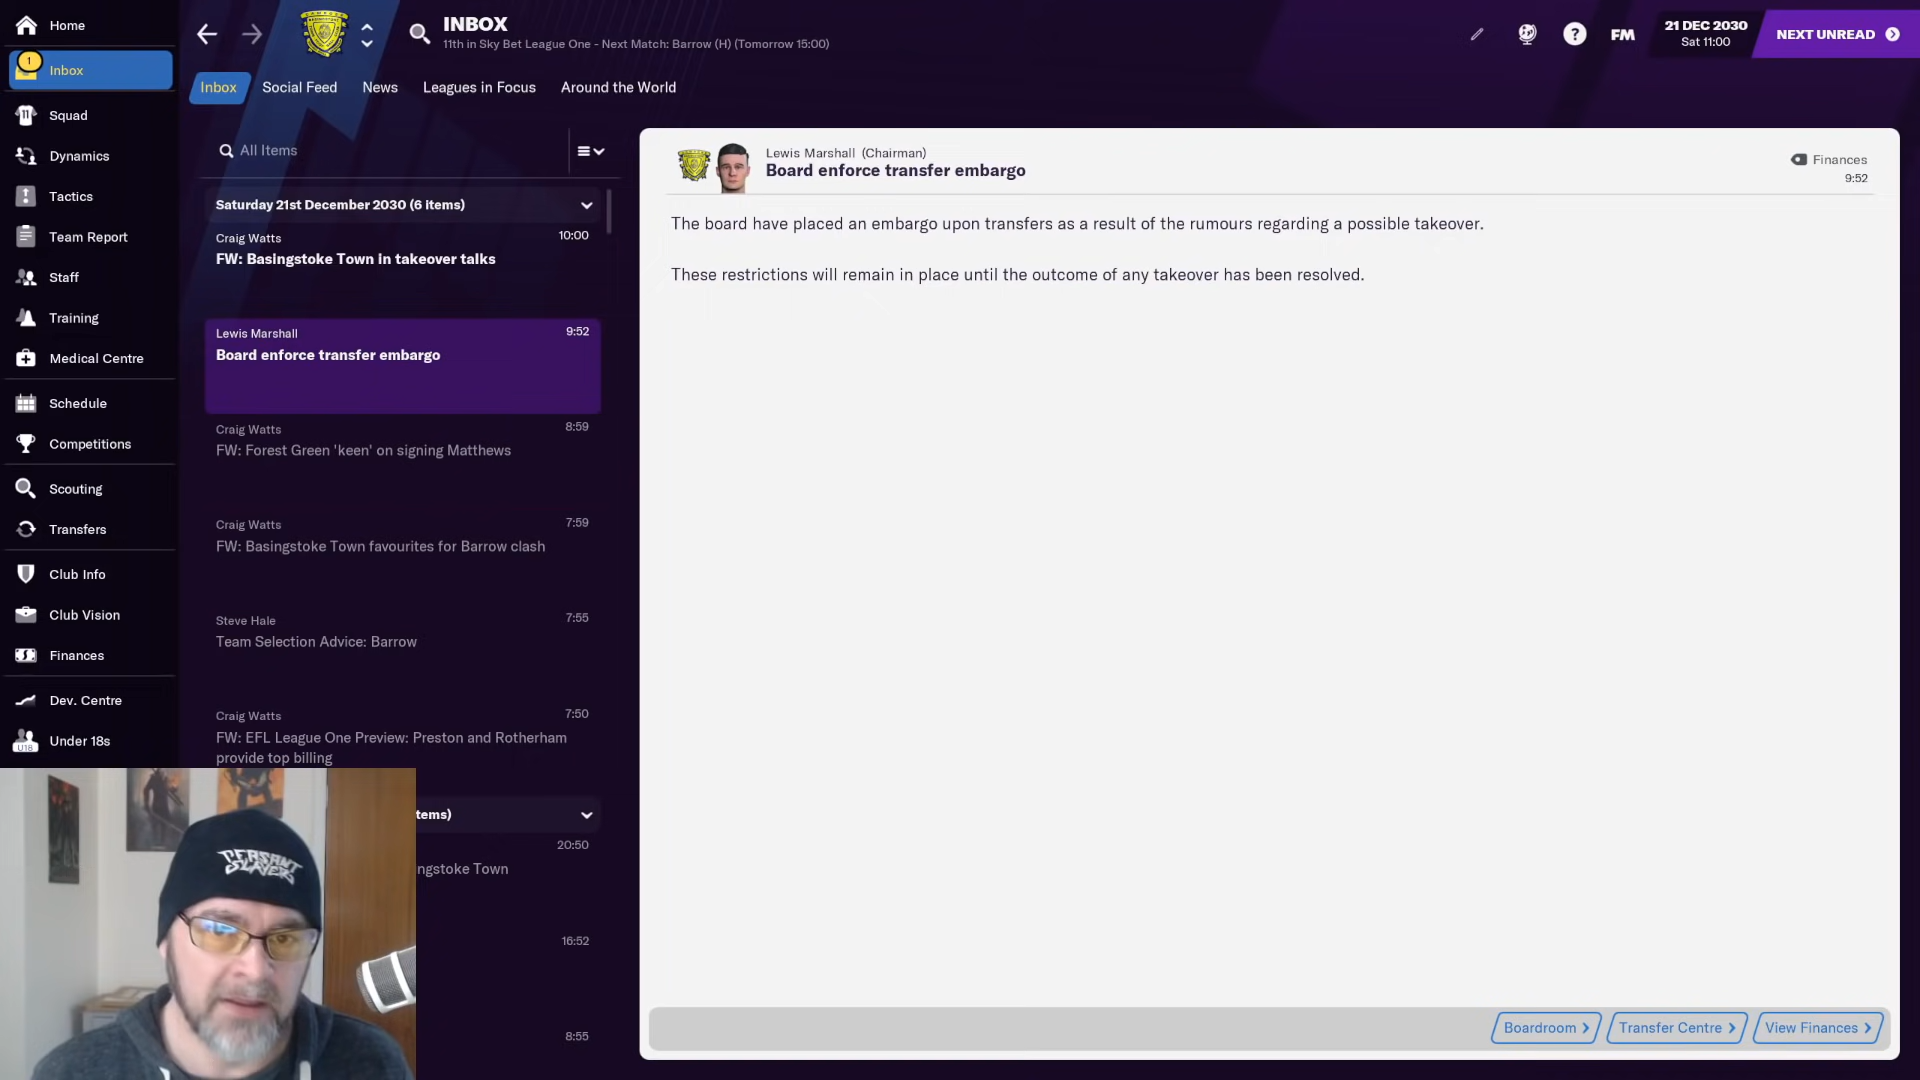 Home
1
Inbox
Squad
Dynamics
Tactics
Team Report
Staff
Training
Medical Centre
Schedule
Competitions
Scouting
Transfers
Club Info
Club Vision
Finances
Dev. Centre
U18
Under 18s
INBOX
11th in Sky Bet League One - Next Match: Barrow (H) (Tomorrow 15:00)
?
FM
21 DEC 2030
Sat 11:00
NEXT UNREAD
Inbox Social Feed News Leagues in Focus Around the World
All Items
Saturday 21st December 2030 (6 items)
Craig Watts 10:00
FW: Basingstoke Town in takeover talks
Lewis Marshall 9:52
Board enforce transfer embargo
Craig Watts 8:59
FW: Forest Green 'keen' on signing Matthews
Craig Watts 7:59
FW: Basingstoke Town favourites for Barrow clash
Steve Hale 7:55
Team Selection Advice: Barrow
Craig Watts 7:50
FW: EFL League One Preview: Preston and Rotherham
provide top billing
tems)
20:50
ngstoke Town
16:52
8:55
PEASANT
SLAYER
Lewis Marshall (Chairman)
Board enforce transfer embargo
Finances
9:52
The board have placed an embargo upon transfers as a result of the rumours regarding a possible takeover.
These restrictions will remain in place until the outcome of any takeover has been resolved.
Boardroom > Transfer Centre > View Finances >